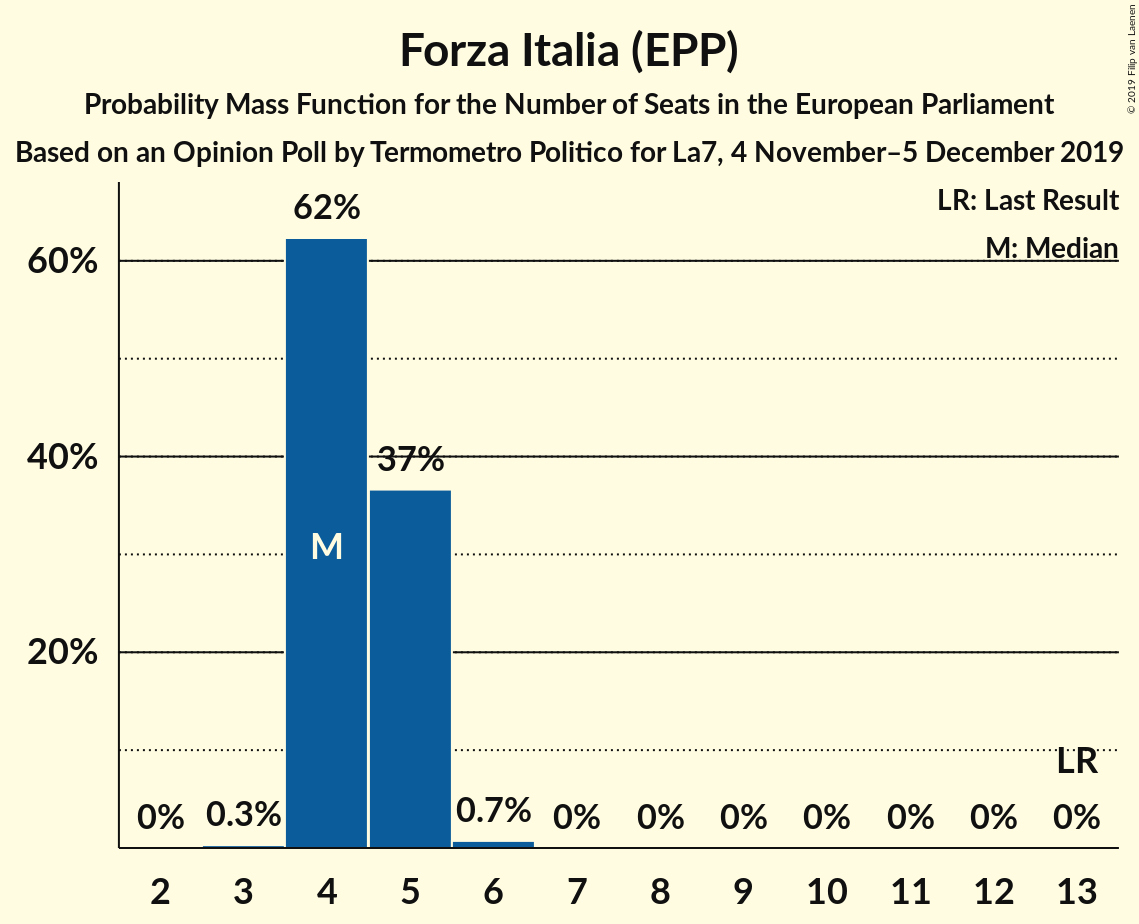 Forza Italia (EPP)
Probability Mass Function for the Number of Seats in the European Parliament
Based on an Opinion Poll by Termometro Politico for La7, 4 November–5 December 2019
© 2019 Filip van Laenen
LR: Last Result
M: Median
60%
40%
20%
62%
37%
M
LR
0% 0.3% 0.7% 0% 0% 0% 0% 0% 0% 0%
2 3 4 5 6 7 8 9 10 11 12 13